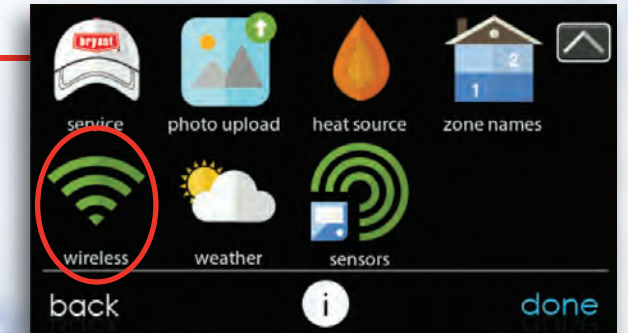 bryant
2
1
service photo upload heat source zone names
wireless weather sensors
back i done